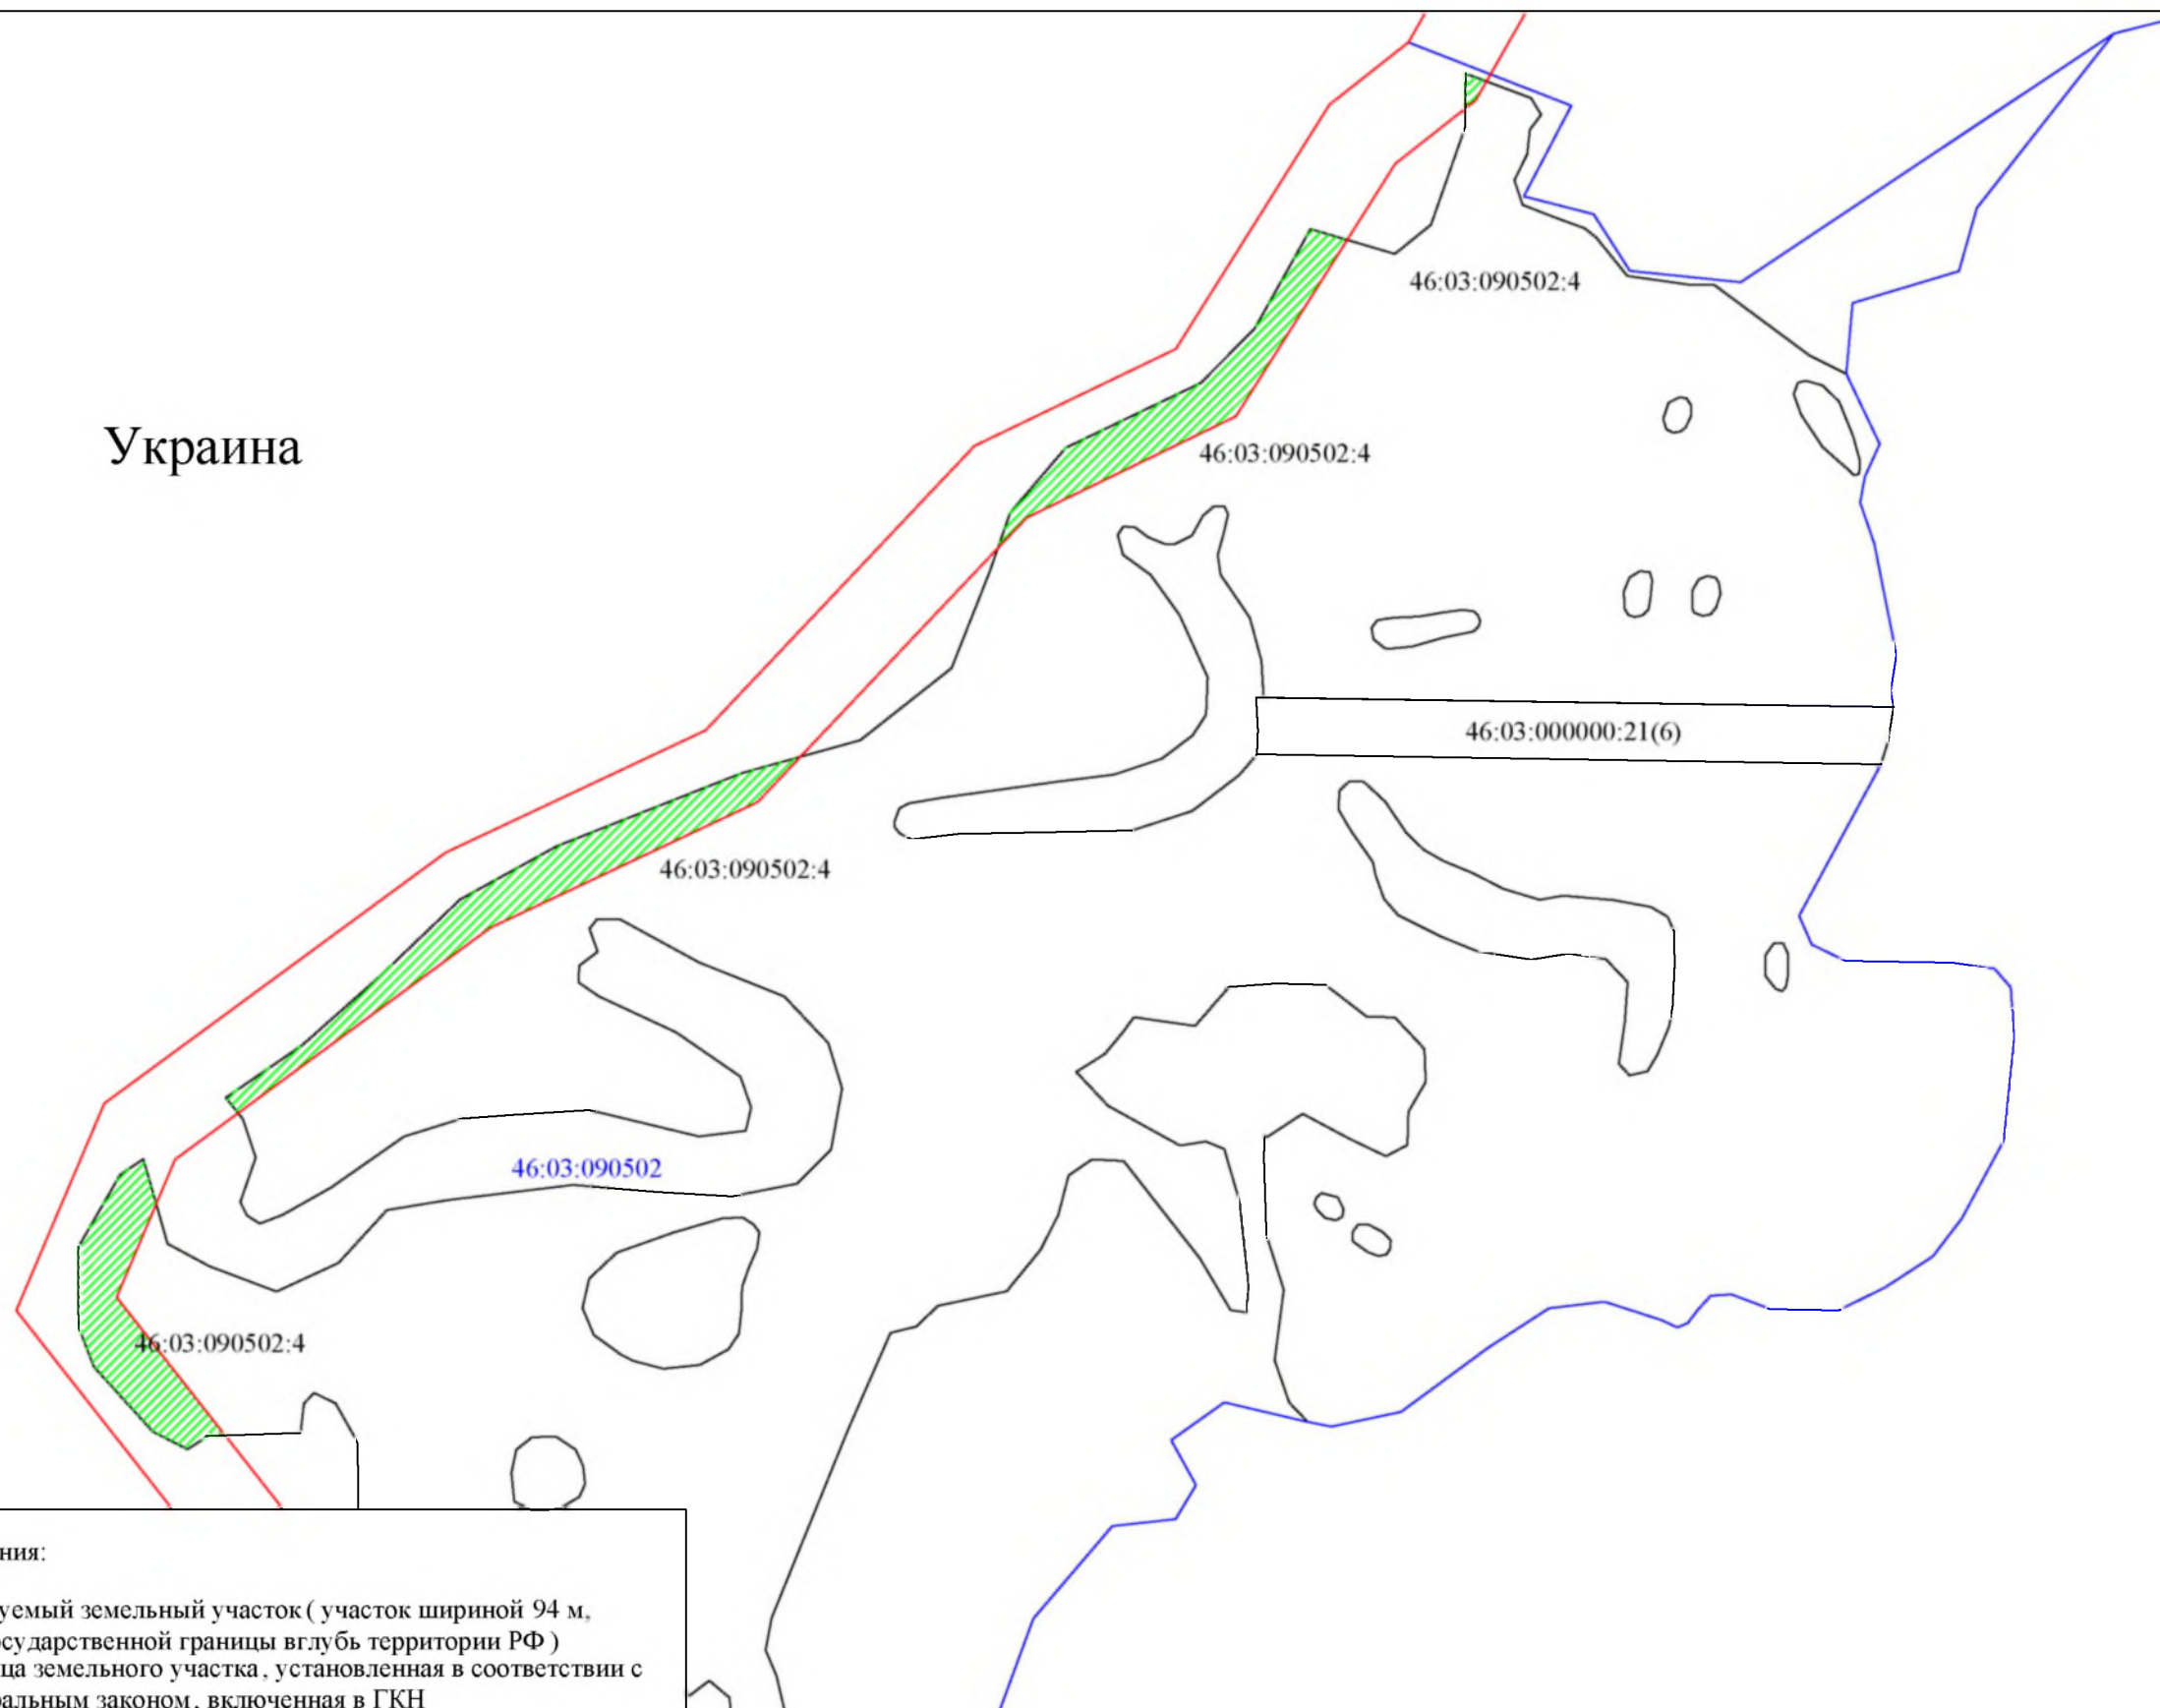 46:03:090502:4
Украина
46:03:090502:4
46:03:000000:21(6)
46:03:090502:4
46:03:090502
46:03:090502:4
ния:
уемый земельный участок ( участок шириной 94 м,
осударственной границы вглубь территории РФ )
ца земельного участка, установленная в соответствии с
ральным законом, включенная в ГКН